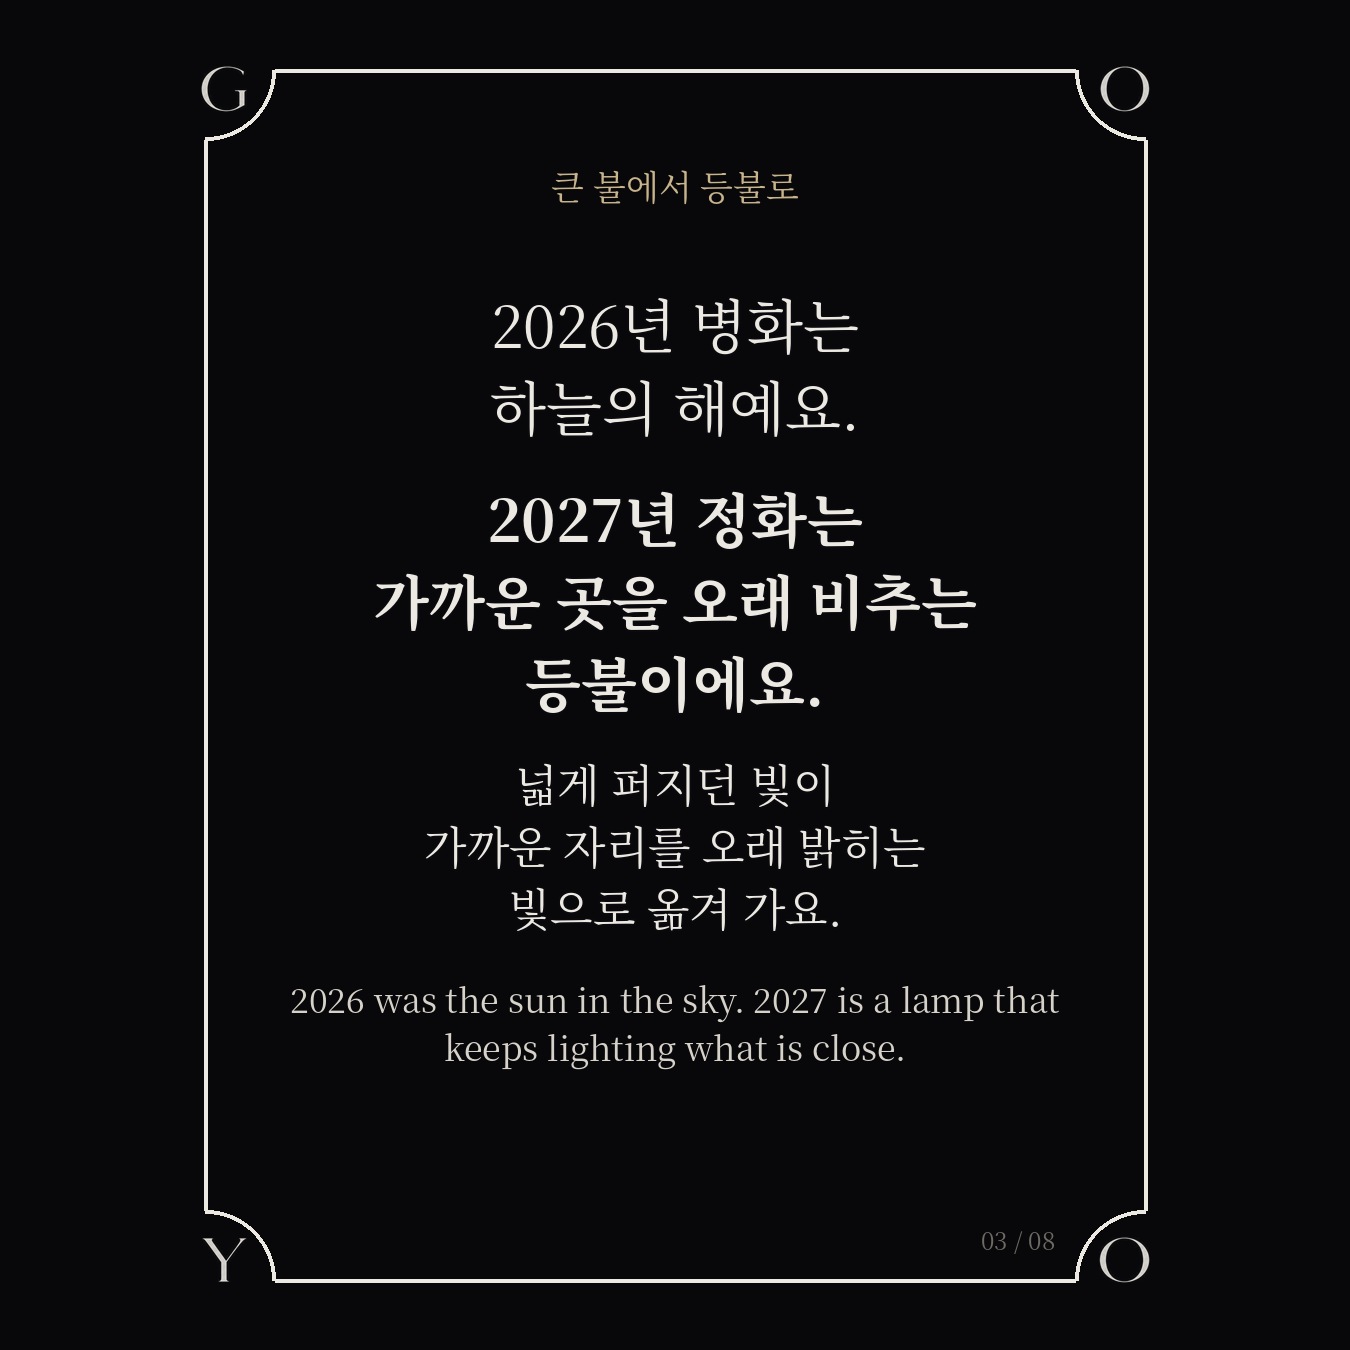 G O
큰 불에서 등불로
2026년 병화는
하늘의 해예요.
2027년 정화는
가까운 곳을 오래 비추는
등불이에요.
넓게 퍼지던 빛이
가까운 자리를 오래 밝히는
빛으로 옮겨 가요.
2026 was the sun in the sky. 2027 is a lamp that
keeps lighting what is close.
03 / 08
Y O